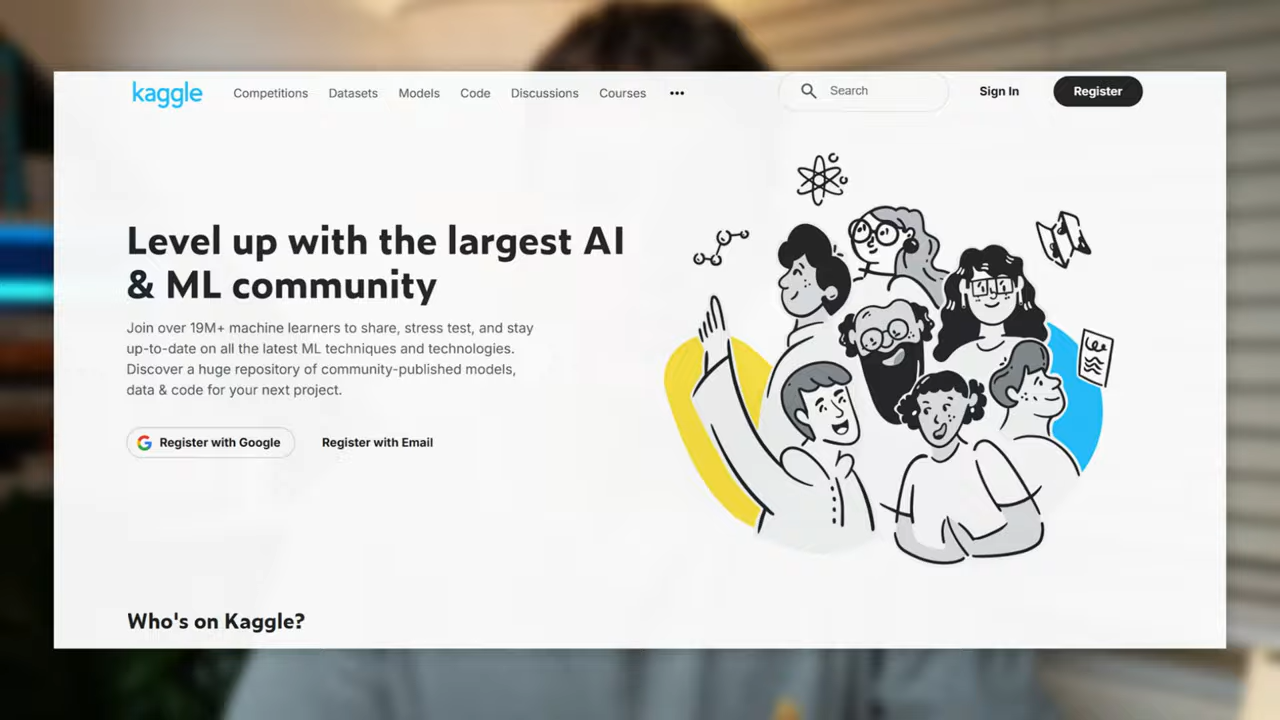 kaggle
Competitions Datasets Models Code Discussions Courses •••
Search
Sign In
Register
Level up with the largest AI
& ML community
Join over 19M+ machine learners to share, stress test, and stay
up-to-date on all the latest ML techniques and technologies.
Discover a huge repository of community-published models,
data & code for your next project.
Register with Google
Register with Email
Who's on Kaggle?